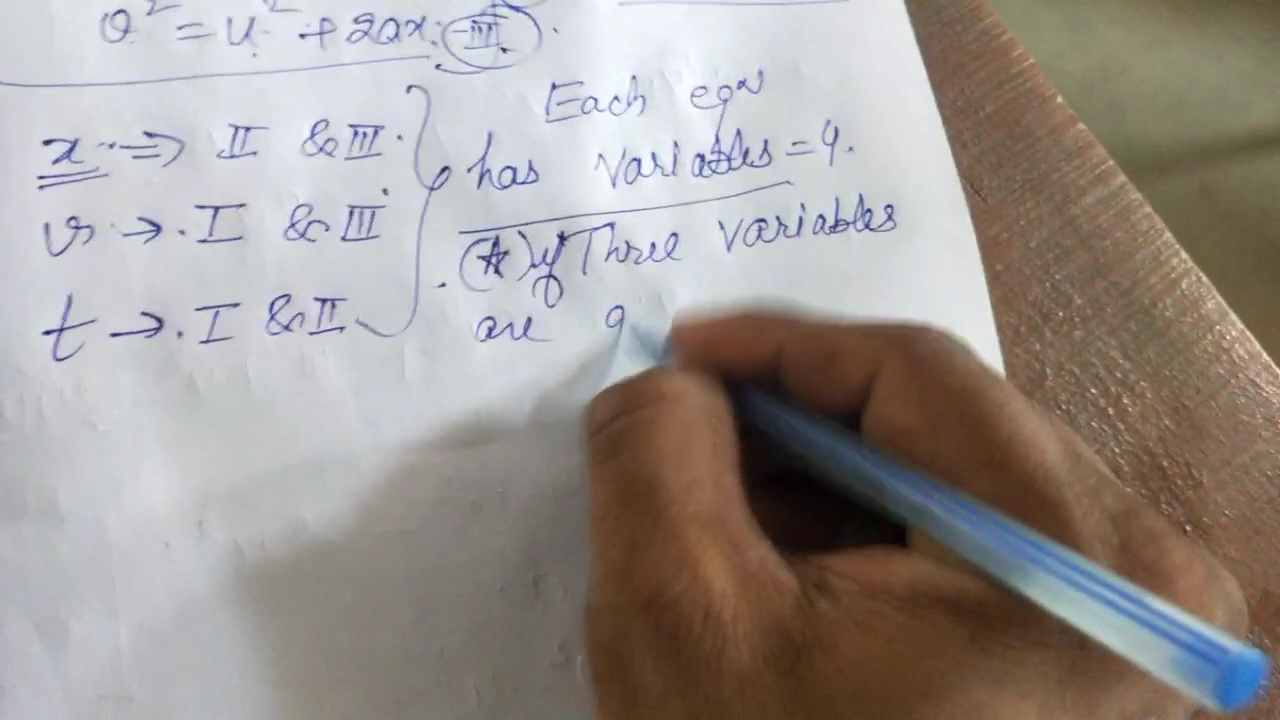 v² = u² + 2ax. -III.
x ⇒ II & III.
v → . I & III
t → . I & II
Each eqn
has variables = 4.
(*) if Three variables
are g